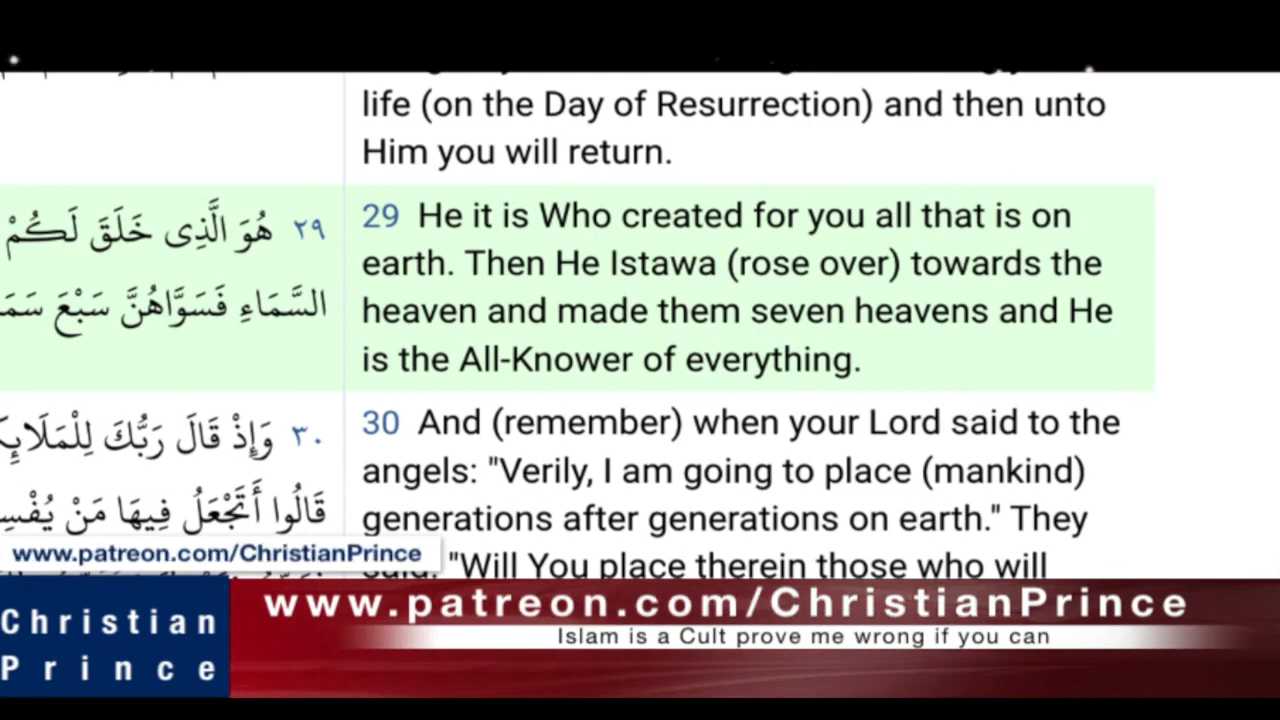 life (on the Day of Resurrection) and then unto
Him you will return.
٢٩ هُوَ الَّذِى خَلَقَ لَكُمْ
السَّمَاءِ فَسَوَّاهُنَّ سَبْعَ
29 He it is Who created for you all that is on
earth. Then He Istawa (rose over) towards the
heaven and made them seven heavens and He
is the All-Knower of everything.
٣٠ وَإِذْ قَالَ رَبُّكَ
قَالُوا أَتَجْعَلُ فِيهَا مَنْ
30 And (remember) when your Lord said to the
angels: "Verily, I am going to place (mankind)
generations after generations on earth." They
said: "Will You place therein those who will
www.patreon.com/ChristianPrince
Christian
Prince
www.patreon.com/ChristianPrince
Islam is a Cult prove me wrong if you can